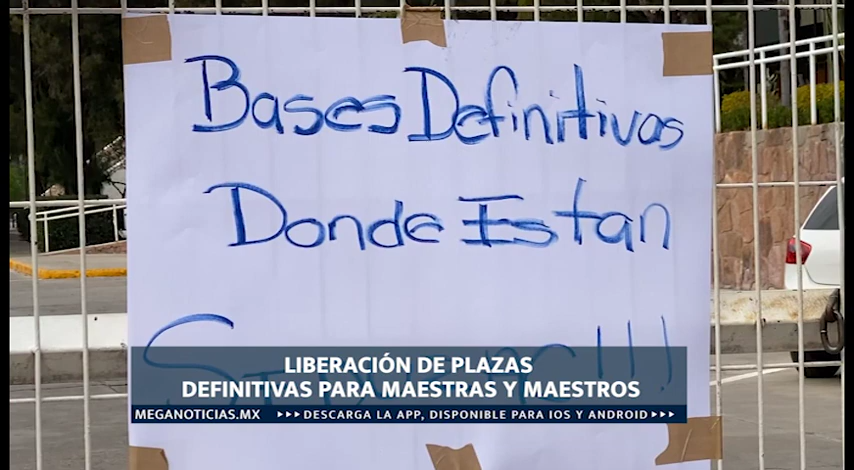 Bases Definitivas
Donde Estan
!!!
LIBERACIÓN DE PLAZAS
DEFINITIVAS PARA MAESTRAS Y MAESTROS
MEGANOTICIAS.MX ▸▸▸DESCARGA LA APP, DISPONIBLE PARA IOS Y ANDROID▸▸▸